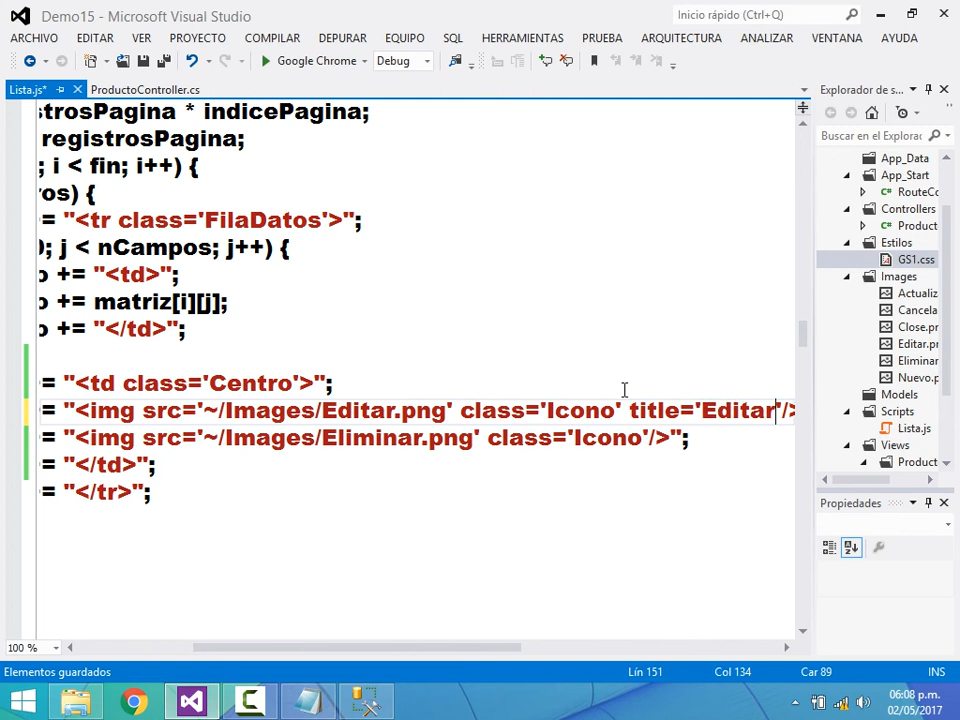 Demo15 - Microsoft Visual Studio
Inicio rápido (Ctrl+Q)
ARCHIVO EDITAR VER PROYECTO COMPILAR DEPURAR EQUIPO SQL HERRAMIENTAS PRUEBA ARQUITECTURA ANALIZAR VENTANA AYUDA
Google Chrome Debug
Lista.js* ProductoController.cs
Explorador de s
Buscar en el Explorac
strosPagina * indicePagina;
registrosPagina;
; i < fin; i++) {
ros) {
= "<tr class='FilaDatos'>";
; j < nCampos; j++) {
o += "<td>";
o += matriz[i][j];
o += "</td>";
= "<td class='Centro'>";
= "<img src='~/Images/Editar.png' class='Icono' title='Editar'/>
= "<img src='~/Images/Eliminar.png' class='Icono'/>";
= "</td>";
= "</tr>";
App_Data
App_Start
RouteCo
Controllers
Product
Estilos
GS1.css
Images
Actualiz
Cancela
Close.pr
Editar.pr
Eliminar
Nuevo.p
Models
Scripts
Lista.js
Views
Product
Propiedades
100 %
Elementos guardados
Lín 151
Col 134
Car 89
INS
06:08 p.m.
02/05/2017